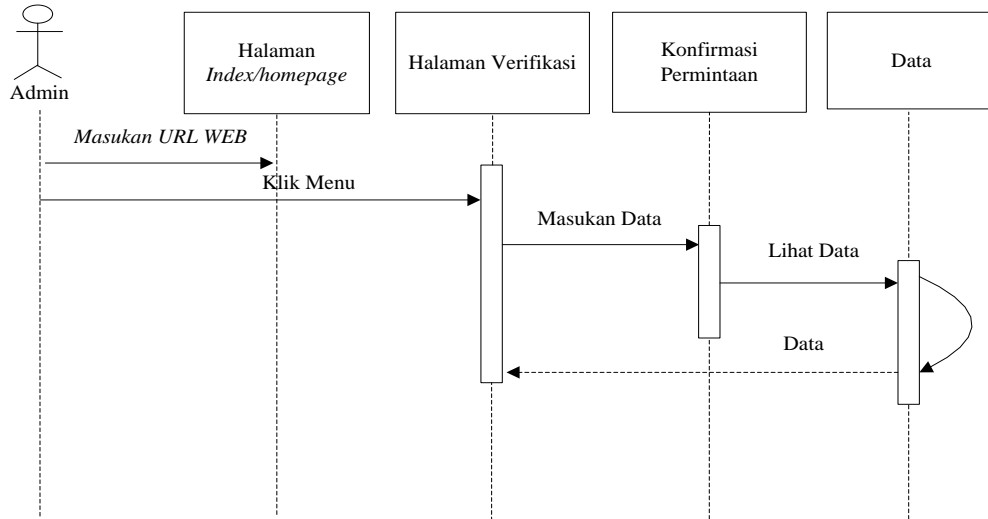 Admin
Halaman
Index/homepage
Halaman Verifikasi
Konfirmasi
Permintaan
Data
Masukan URL WEB
Klik Menu
Masukan Data
Lihat Data
Data